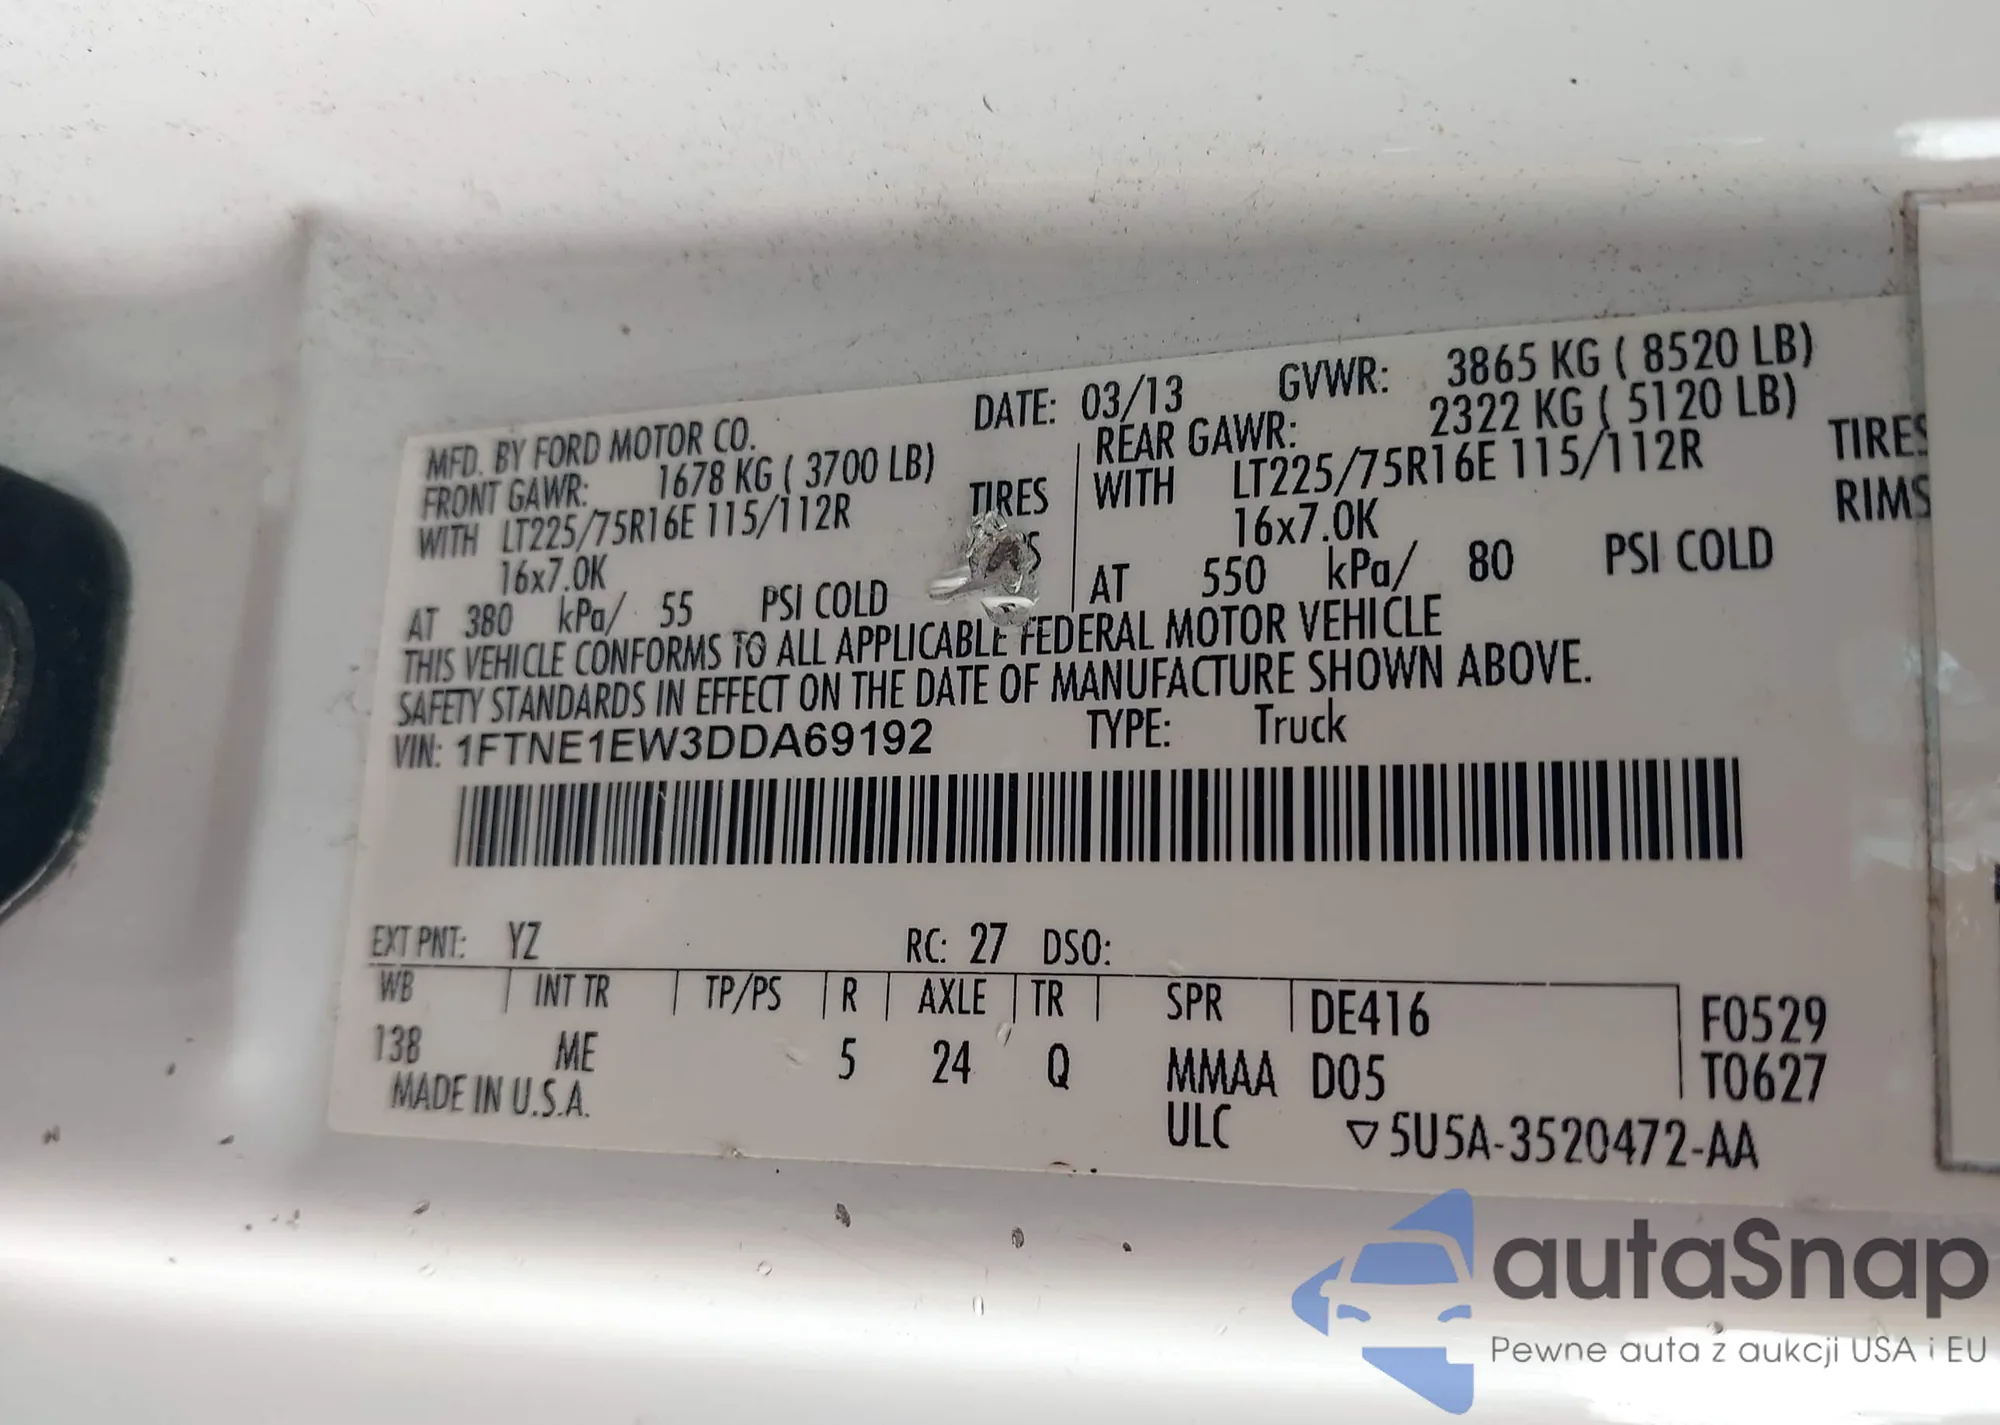 MFD. BY FORD MOTOR CO. DATE: 03/13 GVWR: 3865 KG ( 8520 LB)
FRONT GAWR: 1678 KG ( 3700 LB) REAR GAWR: 2322 KG ( 5120 LB)
WITH LT225/75R16E 115/112R TIRES WITH LT225/75R16E 115/112R TIRES
16x7.0K 16x7.0K RIMS
AT 380 kPa/ 55 PSI COLD AT 550 kPa/ 80 PSI COLD
THIS VEHICLE CONFORMS TO ALL APPLICABLE FEDERAL MOTOR VEHICLE
SAFETY STANDARDS IN EFFECT ON THE DATE OF MANUFACTURE SHOWN ABOVE.
VIN: 1FTNE1EW3DDA69192 TYPE: Truck
EXT PNT: YZ RC: 27 DSO:
WB INT TR TP/PS R AXLE TR SPR DE416 F0529
138 ME 5 24 Q MMAA D05 T0627
MADE IN U.S.A. ULC ▽5U5A-3520472-AA
autaSnap
Pewne auta z aukcji USA i EU